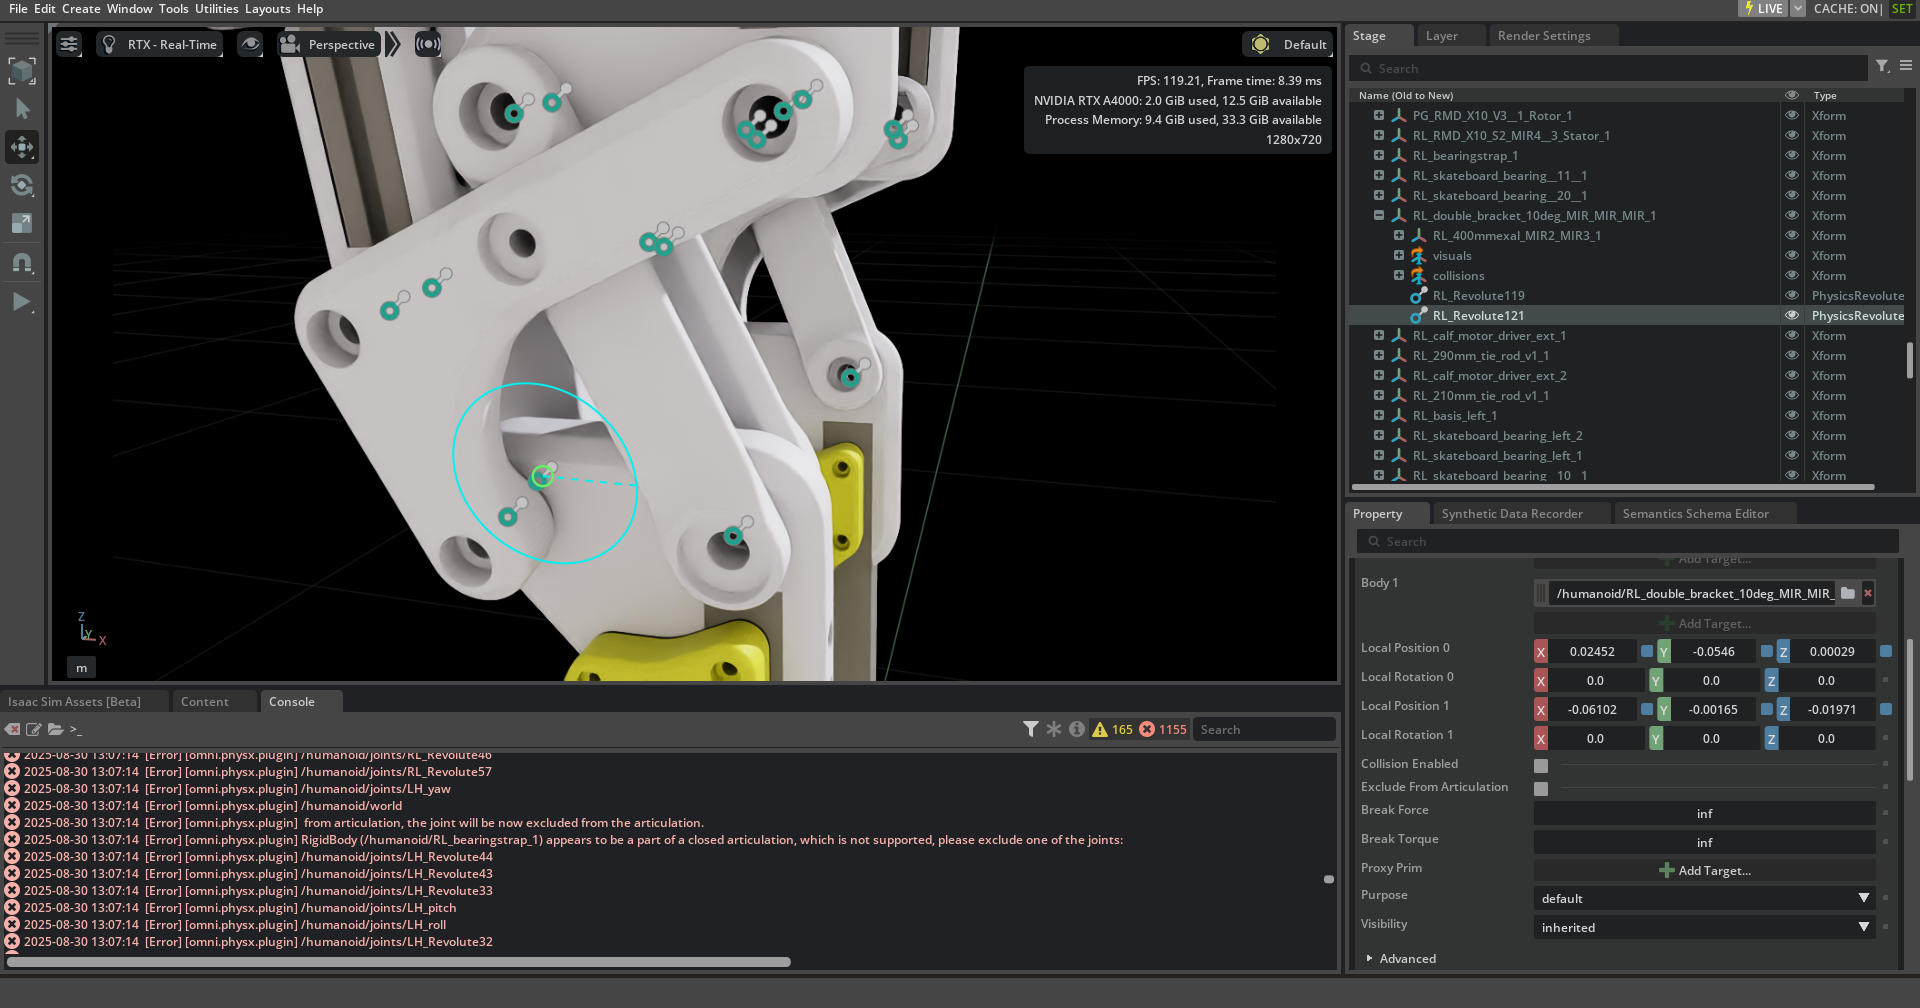 File Edit Create Window Tools Utilities Layouts Help
LIVE CACHE: ON| SET
RTX - Real-Time
Perspective
Default
FPS: 119.21, Frame time: 8.39 ms
NVIDIA RTX A4000: 2.0 GiB used, 12.5 GiB available
Process Memory: 9.4 GiB used, 33.3 GiB available
1280x720
Z
Y
X
m
Stage Layer Render Settings
Search
Name (Old to New) Type
PG_RMD_X10_V3__1_Rotor_1 Xform
RL_RMD_X10_S2_MIR4__3_Stator_1 Xform
RL_bearingstrap_1 Xform
RL_skateboard_bearing__11__1 Xform
RL_skateboard_bearing__20__1 Xform
RL_double_bracket_10deg_MIR_MIR_MIR_1 Xform
RL_400mmexal_MIR2_MIR3_1 Xform
visuals Xform
collisions Xform
RL_Revolute119 PhysicsRevolute
RL_Revolute121 PhysicsRevolute
RL_calf_motor_driver_ext_1 Xform
RL_290mm_tie_rod_v1_1 Xform
RL_calf_motor_driver_ext_2 Xform
RL_210mm_tie_rod_v1_1 Xform
RL_basis_left_1 Xform
RL_skateboard_bearing_left_2 Xform
RL_skateboard_bearing_left_1 Xform
RL_skateboard_bearing__10__1 Xform
Property Synthetic Data Recorder Semantics Schema Editor
Search
Add Target...
Body 1 /humanoid/RL_double_bracket_10deg_MIR_MIR_
Add Target...
Local Position 0 X 0.02452 Y -0.0546 Z 0.00029
Local Rotation 0 X 0.0 Y 0.0 Z 0.0
Local Position 1 X -0.06102 Y -0.00165 Z -0.01971
Local Rotation 1 X 0.0 Y 0.0 Z 0.0
Collision Enabled
Exclude From Articulation
Break Force inf
Break Torque inf
Proxy Prim Add Target...
Purpose default
Visibility inherited
Advanced
Isaac Sim Assets [Beta] Content Console
>_ 165 1155 Search
2025-08-30 13:07:14 [Error] [omni.physx.plugin] /humanoid/joints/RL_Revolute46
2025-08-30 13:07:14 [Error] [omni.physx.plugin] /humanoid/joints/RL_Revolute57
2025-08-30 13:07:14 [Error] [omni.physx.plugin] /humanoid/joints/LH_yaw
2025-08-30 13:07:14 [Error] [omni.physx.plugin] /humanoid/world
2025-08-30 13:07:14 [Error] [omni.physx.plugin] from articulation, the joint will be now excluded from the articulation.
2025-08-30 13:07:14 [Error] [omni.physx.plugin] RigidBody (/humanoid/RL_bearingstrap_1) appears to be a part of a closed articulation, which is not supported, please exclude one of the joints:
2025-08-30 13:07:14 [Error] [omni.physx.plugin] /humanoid/joints/LH_Revolute44
2025-08-30 13:07:14 [Error] [omni.physx.plugin] /humanoid/joints/LH_Revolute43
2025-08-30 13:07:14 [Error] [omni.physx.plugin] /humanoid/joints/LH_Revolute33
2025-08-30 13:07:14 [Error] [omni.physx.plugin] /humanoid/joints/LH_pitch
2025-08-30 13:07:14 [Error] [omni.physx.plugin] /humanoid/joints/LH_roll
2025-08-30 13:07:14 [Error] [omni.physx.plugin] /humanoid/joints/LH_Revolute32